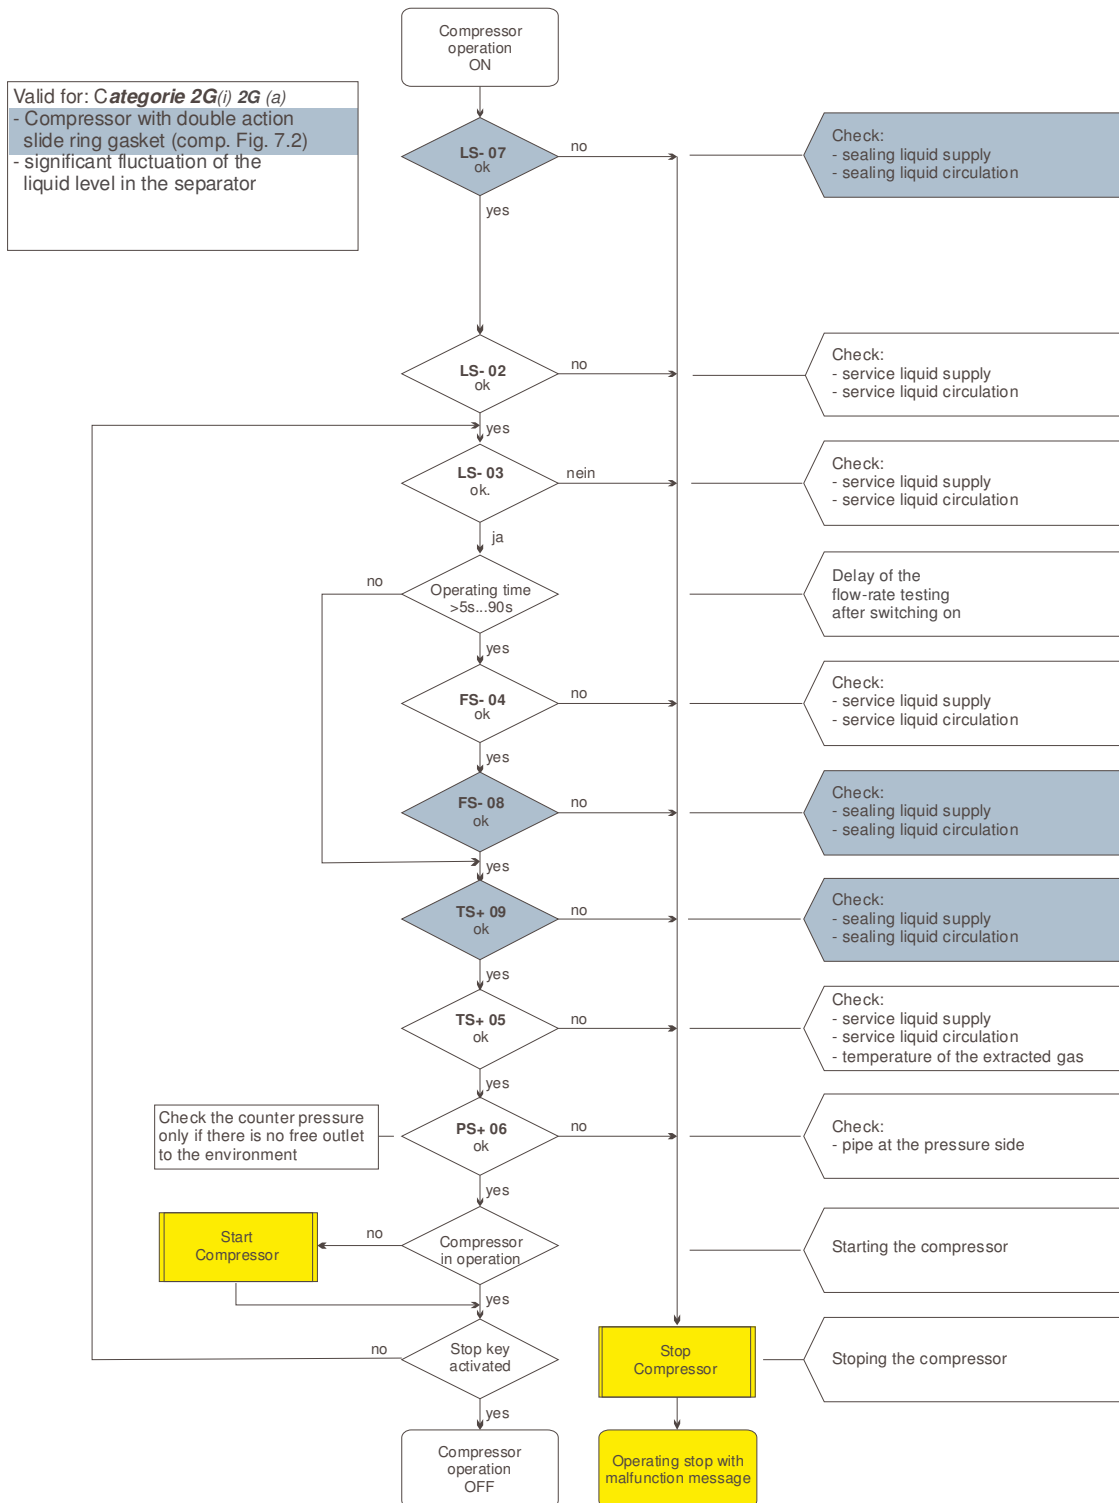 Compressor
operation
ON
Valid for: Categorie 2G(i) 2G (a)
- Compressor with double action
slide ring gasket (comp. Fig. 7.2)
- significant fluctuation of the
liquid level in the separator
LS- 07
ok
no
yes
Check:
- sealing liquid supply
- sealing liquid circulation
LS- 02
ok
no
yes
Check:
- service liquid supply
- service liquid circulation
LS- 03
ok.
nein
ja
Check:
- service liquid supply
- service liquid circulation
no
Operating time
>5s...90s
yes
Delay of the
flow-rate testing
after switching on
FS- 04
ok
no
yes
Check:
- service liquid supply
- service liquid circulation
FS- 08
ok
no
yes
Check:
- sealing liquid supply
- sealing liquid circulation
TS+ 09
ok
no
yes
Check:
- sealing liquid supply
- sealing liquid circulation
TS+ 05
ok
no
yes
Check:
- service liquid supply
- service liquid circulation
- temperature of the extracted gas
Check the counter pressure
only if there is no free outlet
to the environment
PS+ 06
ok
no
yes
Check:
- pipe at the pressure side
Start
Compressor
no
Compressor
in operation
yes
Starting the compressor
no
Stop key
activated
yes
Stop
Compressor
Stoping the compressor
Compressor
operation
OFF
Operating stop with
malfunction message